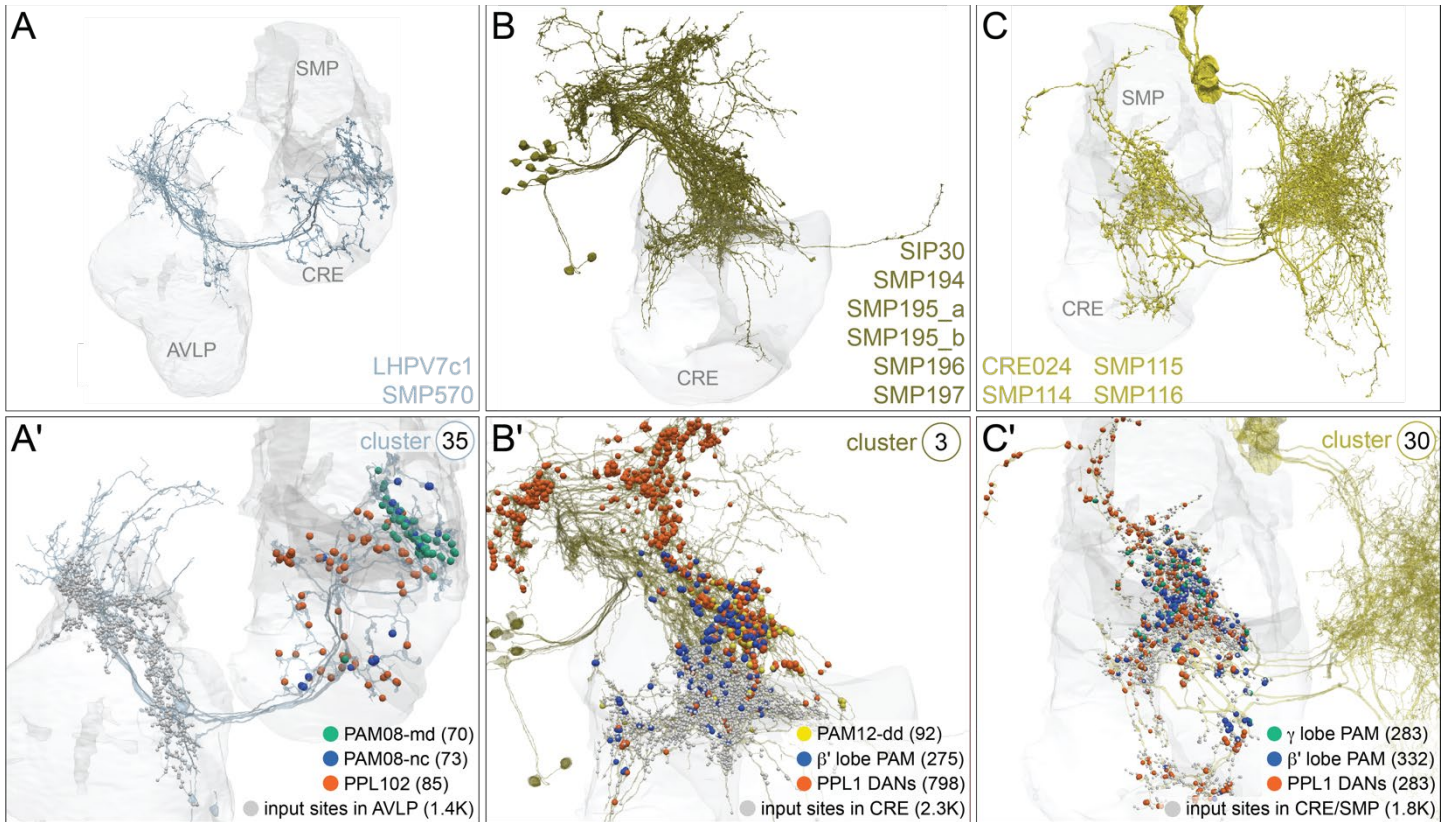 A
SMP
CRE
AVLP
LHPV7c1
SMP570
B
SIP30
SMP194
SMP195_a
SMP195_b
SMP196
SMP197
CRE
C
SMP
CRE
CRE024 SMP115
SMP114 SMP116
A'
cluster 35
PAM08-md (70)
PAM08-nc (73)
PPL102 (85)
input sites in AVLP (1.4K)
B'
cluster 3
PAM12-dd (92)
β' lobe PAM (275)
PPL1 DANs (798)
input sites in CRE (2.3K)
C'
cluster 30
γ lobe PAM (283)
β' lobe PAM (332)
PPL1 DANs (283)
input sites in CRE/SMP (1.8K)